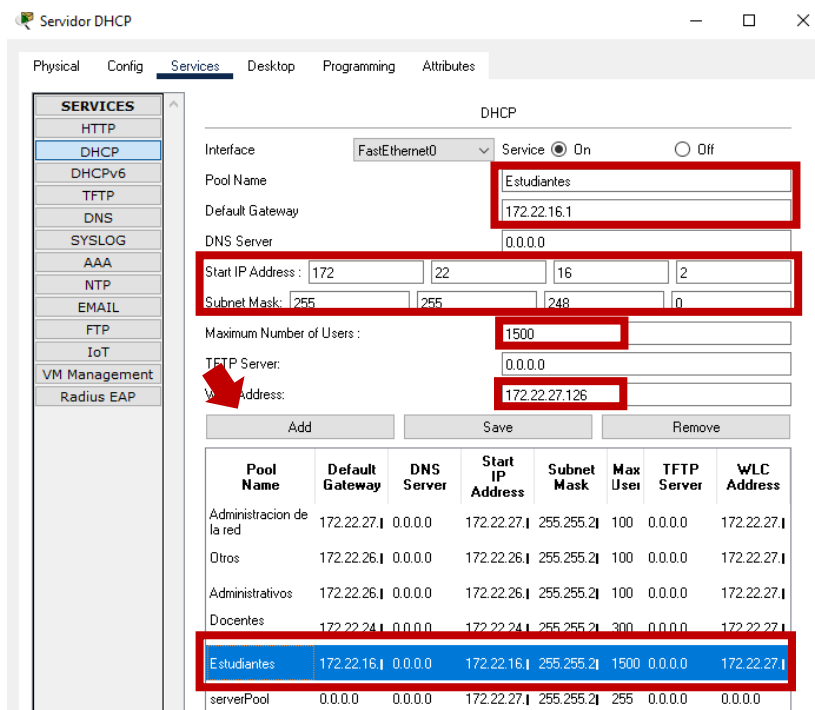 Servidor DHCP
Physical Config Services Desktop Programming Attributes
SERVICES
HTTP
DHCP
DHCPv6
TFTP
DNS
SYSLOG
AAA
NTP
EMAIL
FTP
IoT
VM Management
Radius EAP
DHCP
Interface FastEthernet0 Service On Off
Pool Name Estudiantes
Default Gateway 172.22.16.1
DNS Server 0.0.0.0
Start IP Address : 172 22 16 2
Subnet Mask: 255 255 248 0
Maximum Number of Users : 1500
TFTP Server: 0.0.0.0
Address: 172.22.27.126
Add Save Remove
Pool Name Default Gateway DNS Server Start IP Address Subnet Mask Max User TFTP Server WLC Address
Administracion de la red 172.22.27. 0.0.0.0 172.22.27. 255.255.2 100 0.0.0.0 172.22.27.
Otros 172.22.26. 0.0.0.0 172.22.26. 255.255.2 100 0.0.0.0 172.22.27.
Administrativos 172.22.26. 0.0.0.0 172.22.26. 255.255.2 100 0.0.0.0 172.22.27.
Docentes 172.22.24. 0.0.0.0 172.22.24. 255.255.2 300 0.0.0.0 172.22.27.
Estudiantes 172.22.16. 0.0.0.0 172.22.16. 255.255.2 1500 0.0.0.0 172.22.27.
serverPool 0.0.0.0 0.0.0.0 172.22.27. 255.255.2 255 0.0.0.0 0.0.0.0